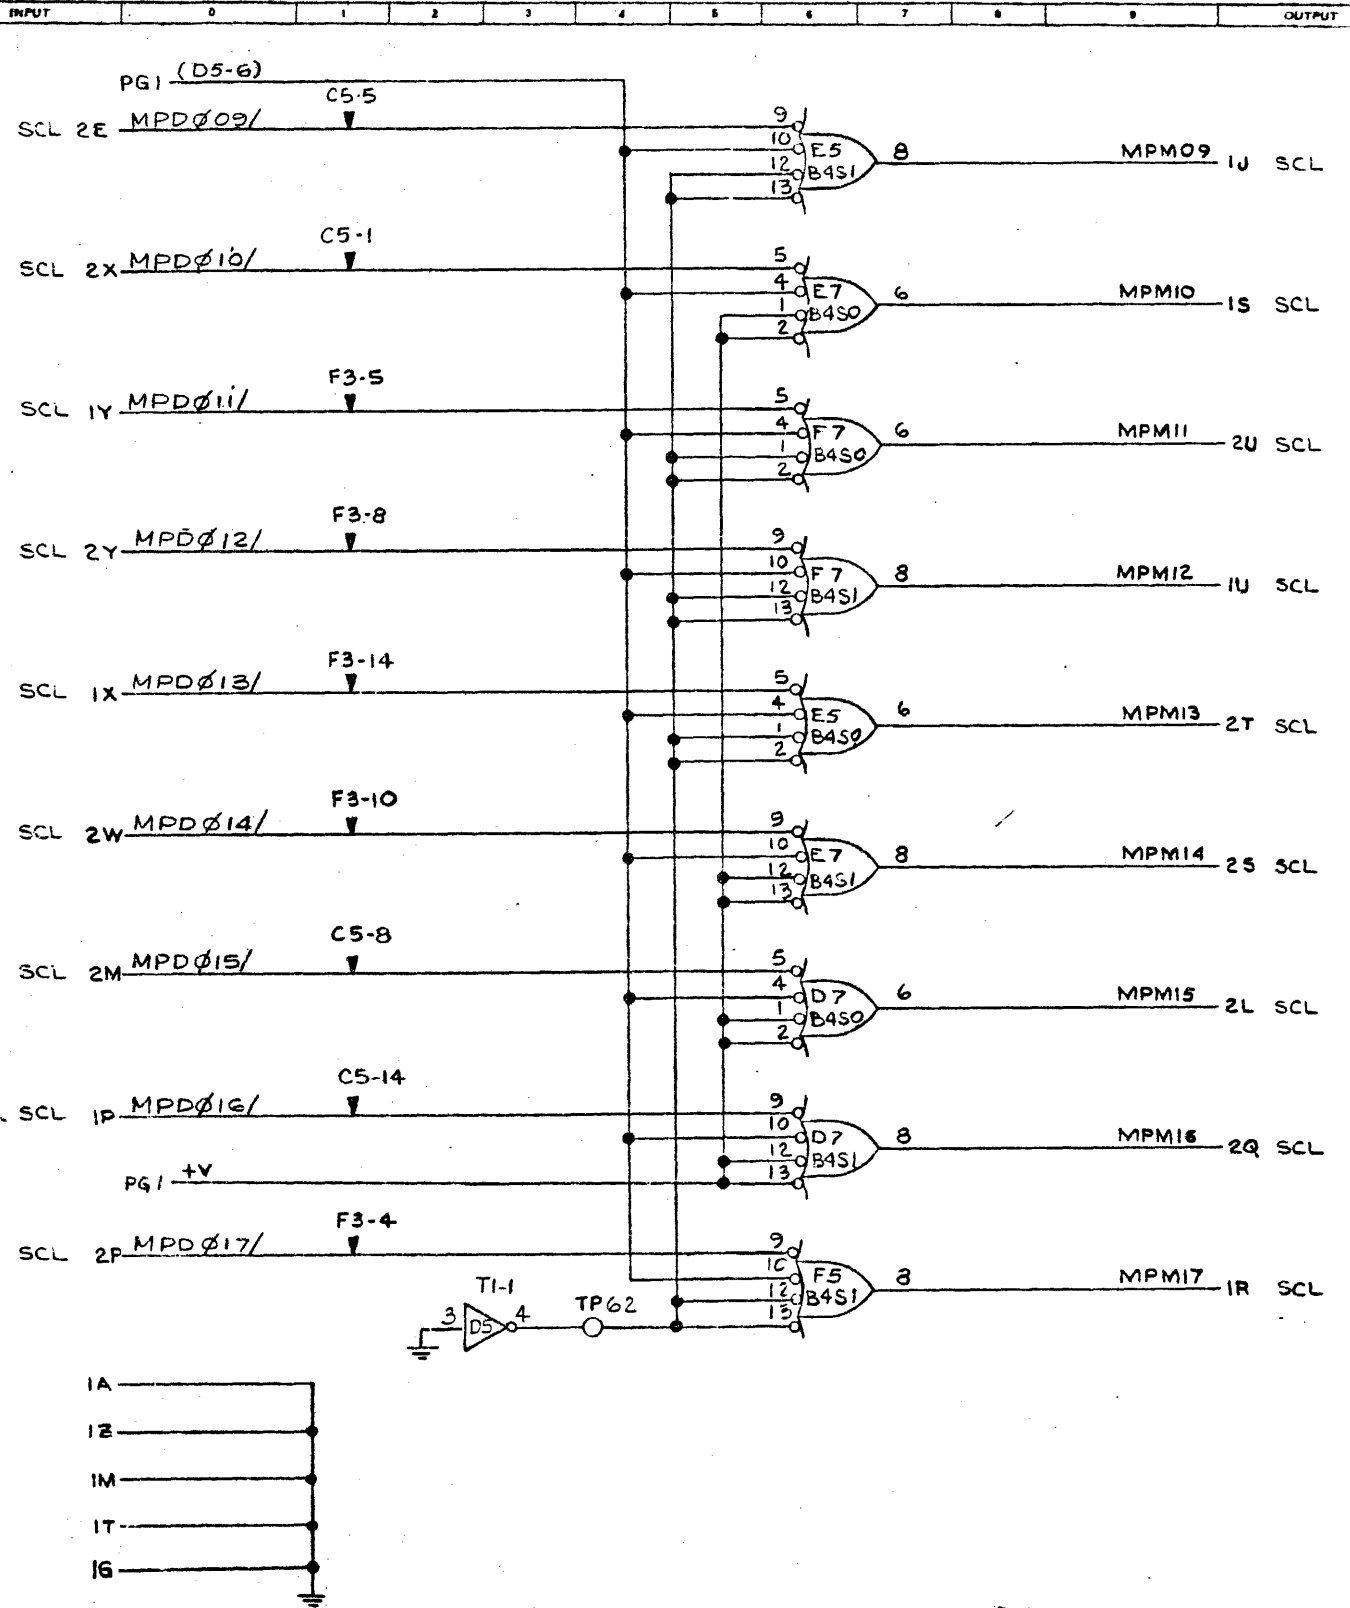 INPUT 0 1 2 3 4 5 6 7 8 9 OUTPUT
PG1 (D5-6)
C5-5
SCL 2E MPDØ09/
9
10 E5 8 MPM09 1J SCL
12 B4S1
13
C5-1
SCL 2X MPDØ10/
5
4 E7 6 MPM10 1S SCL
1 B4S0
2
F3-5
SCL 1Y MPDØ11/
5
4 F7 6 MPM11 2U SCL
1 B4S0
2
F3-8
SCL 2Y MPDØ12/
9
10 F7 8 MPM12 1U SCL
12 B4S1
13
F3-14
SCL 1X MPDØ13/
5
4 E5 6 MPM13 2T SCL
1 B4S0
2
F3-10
SCL 2W MPDØ14/
9
10 E7 8 MPM14 2S SCL
12 B4S1
13
C5-8
SCL 2M MPDØ15/
5
4 D7 6 MPM15 2L SCL
1 B4S0
2
C5-14
SCL 1P MPDØ16/
9
10 D7 8 MPM16 2Q SCL
12 B4S1
PG1 +V 13
F3-4
SCL 2P MPDØ17/
9
10 F5 8 MPM17 1R SCL
12 B4S1
13
T1-1
3 D5 4 TP62
1A
1Z
1M
1T
1G